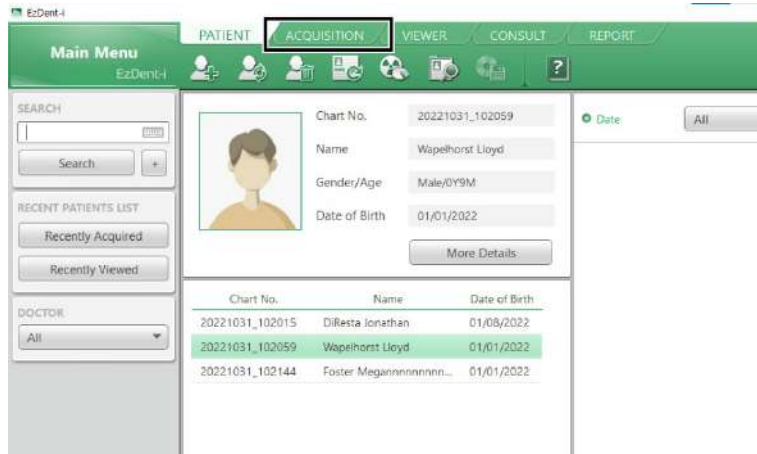 EzDent-i
Main Menu
EzDent-i
PATIENT ACQUISITION VIEWER CONSULT REPORT
?
SEARCH
Search +
RECENT PATIENTS LIST
Recently Acquired
Recently Viewed
DOCTOR
All
Chart No. 20221031_102059
Name Wapelhorst Lloyd
Gender/Age Male/0Y9M
Date of Birth 01/01/2022
More Details
Chart No. Name Date of Birth
20221031_102015 DiResta Jonathan 01/08/2022
20221031_102059 Wapelhorst Lloyd 01/01/2022
20221031_102144 Foster Megannnnnnnnn... 01/01/2022
Date All